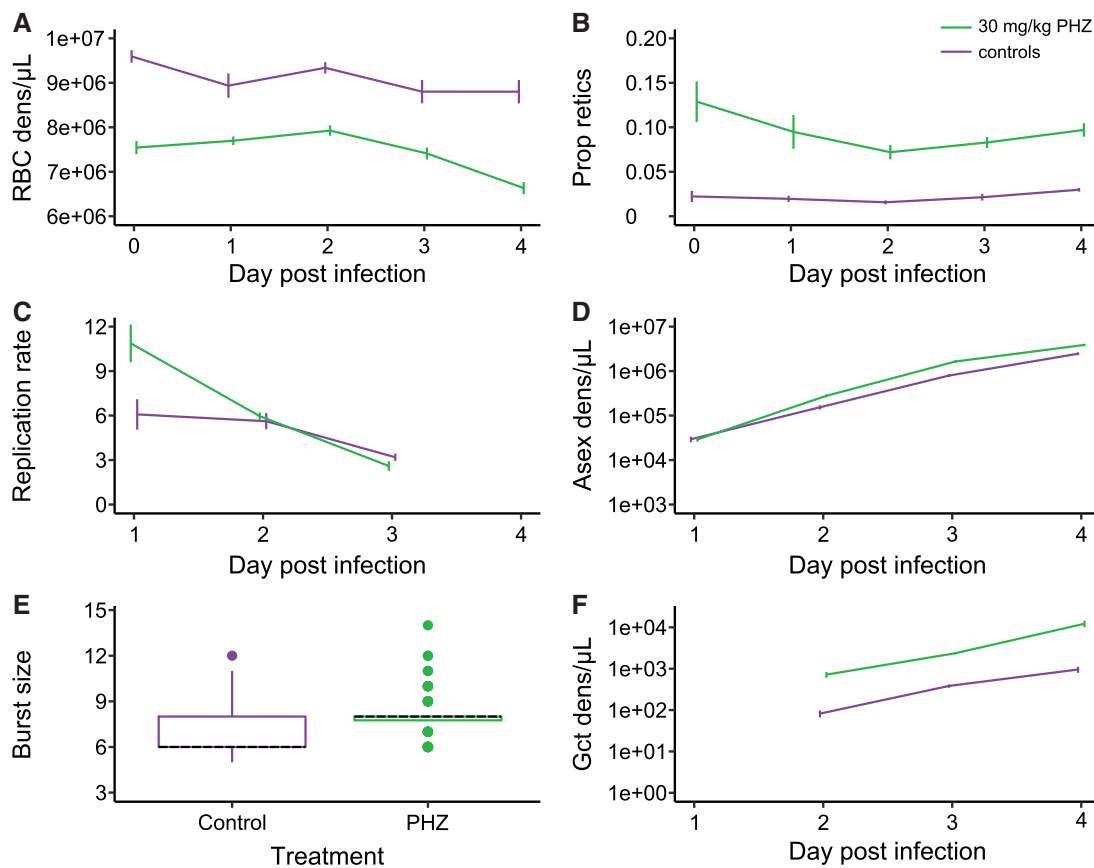 A
RBC dens/µL
1e+07
9e+06
8e+06
7e+06
6e+06
0 1 2 3 4
Day post infection
B
Prop retics
0.20
0.15
0.10
0.05
0
0 1 2 3 4
Day post infection
30 mg/kg PHZ
controls
C
Replication rate
12
9
6
3
0
1 2 3 4
Day post infection
D
Asex dens/µL
1e+07
1e+06
1e+05
1e+04
1e+03
1 2 3 4
Day post infection
E
Burst size
15
12
9
6
3
Control PHZ
Treatment
F
Gct dens/µL
1e+04
1e+03
1e+02
1e+01
1e+00
1 2 3 4
Day post infection